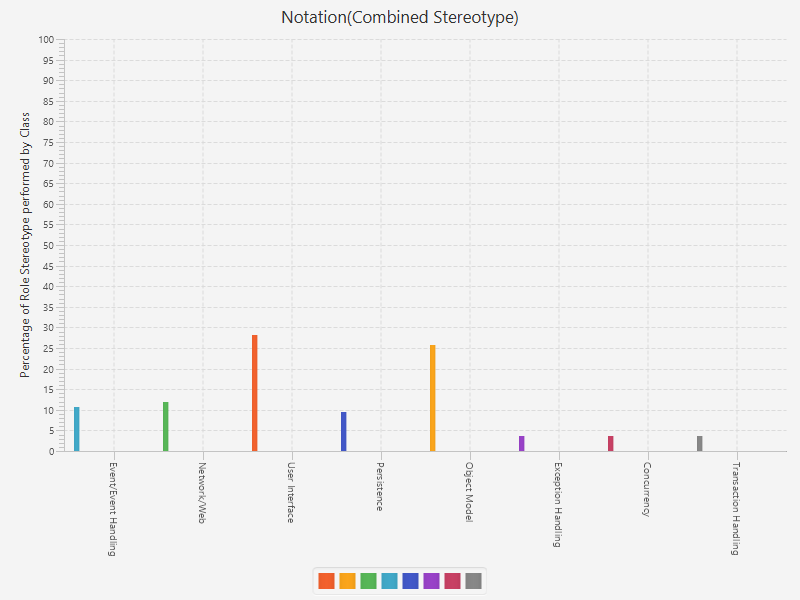 Notation(Combined Stereotype)
Percentage of Role Stereotype performed by Class
100
95
90
85
80
75
70
65
60
55
50
45
40
35
30
25
20
15
10
5
0
Event/Event Handling
Network/Web
User Interface
Persistence
Object Model
Exception Handling
Concurrency
Transaction Handling